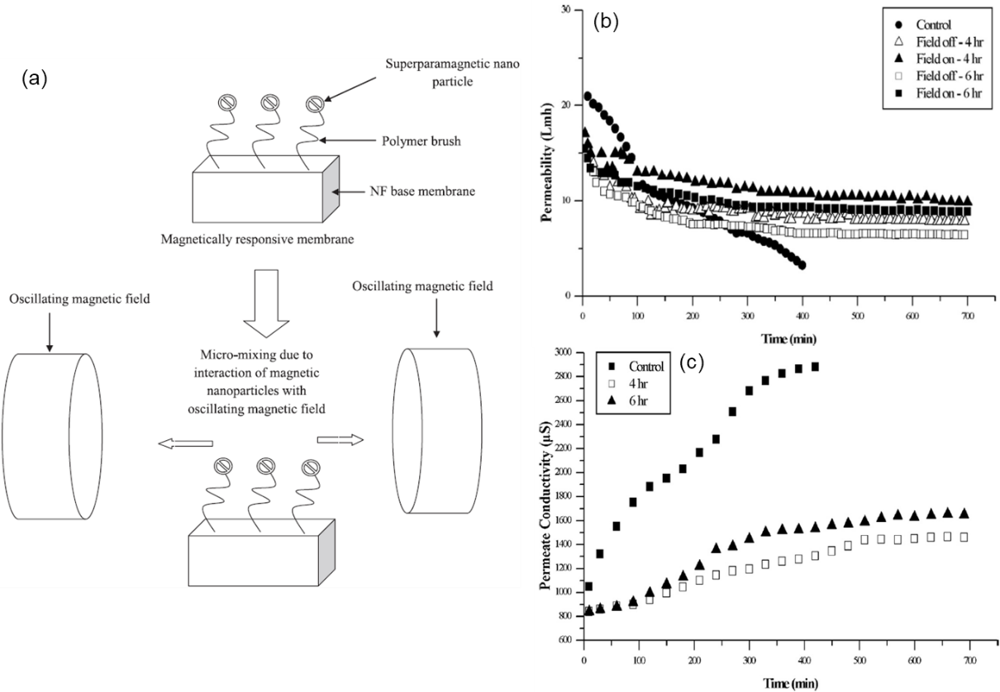 (a)
Superparamagnetic nano
particle
Polymer brush
NF base membrane
Magnetically responsive membrane
Oscillating magnetic field
Oscillating magnetic field
Micro-mixing due to
interaction of magnetic
nanoparticles with
oscillating magnetic field
(b)
Control
Field off - 4 hr
Field on - 4 hr
Field off - 6 hr
Field on - 6 hr
Permeability (Lmh)
30
20
10
0
0 100 200 300 400 500 600 700
Time (min)
(c)
Control
4 hr
6 hr
Permeate Conductivity (µS)
3000
2800
2600
2400
2200
2000
1800
1600
1400
1200
1000
800
600
0 100 200 300 400 500 600 700
Time (min)